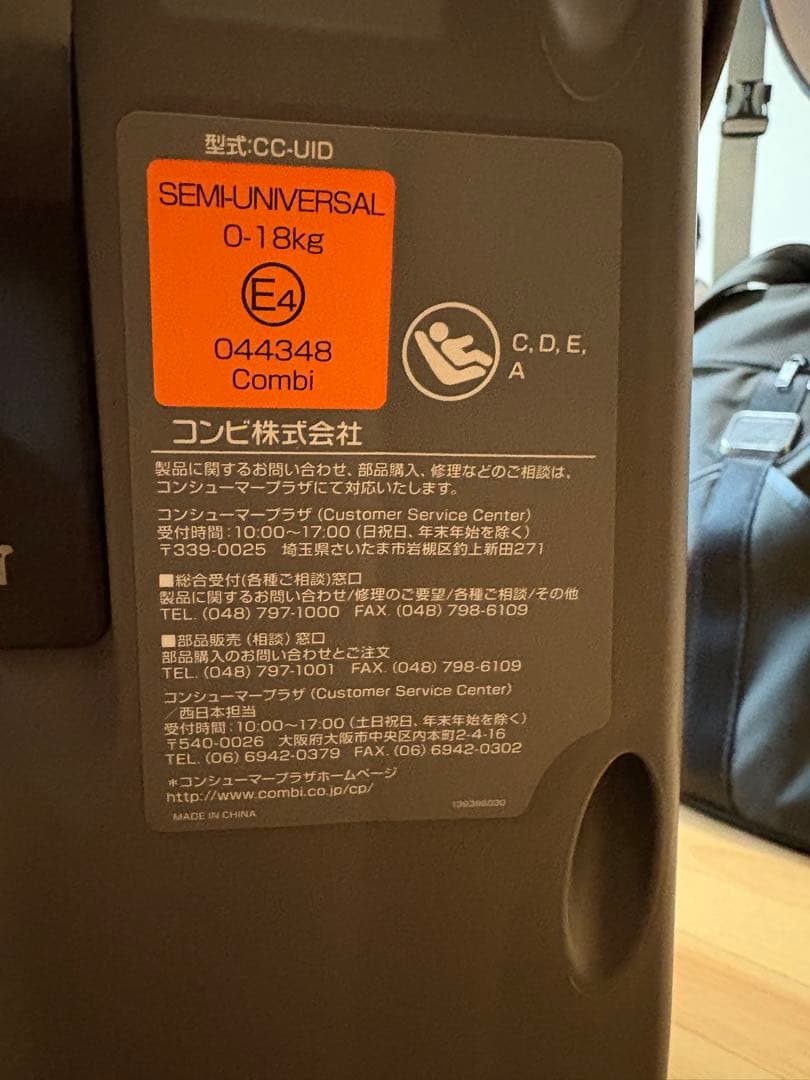 型式:CC-UID
SEMI-UNIVERSAL
0-18kg
E4
044348
Combi
C, D, E,
A
コンビ株式会社
製品に関するお問い合わせ、部品購入、修理などのご相談は、
コンシューマープラザにて対応いたします。
コンシューマープラザ (Customer Service Center)
受付時間:10:00~17:00 (日祝日、年末年始を除く)
〒339-0025 埼玉県さいたま市岩槻区釣上新田271
■総合受付(各種ご相談)窓口
製品に関するお問い合わせ/修理のご要望/各種ご相談/その他
TEL. (048) 797-1000 FAX. (048) 798-6109
■部品販売 (相談) 窓口
部品購入のお問い合わせとご注文
TEL. (048) 797-1001 FAX. (048) 798-6109
コンシューマープラザ (Customer Service Center)
/西日本担当
受付時間:10:00~17:00 (土日祝日、年末年始を除く)
〒540-0026 大阪府大阪市中央区内本町2-4-16
TEL. (06) 6942-0379 FAX. (06) 6942-0302
*コンシューマープラザホームページ
http://www.combi.co.jp/cp/
MADE IN CHINA